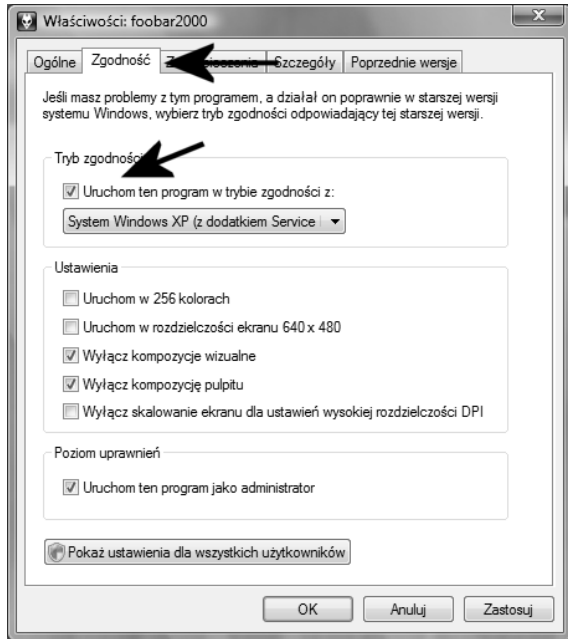 Właściwości: foobar2000
Ogólne Zgodność Szczegóły Poprzednie wersje
Jeśli masz problemy z tym programem, a działał on poprawnie w starszej wersji
systemu Windows, wybierz tryb zgodności odpowiadający tej starszej wersji.
Tryb zgodności
Uruchom ten program w trybie zgodności z:
System Windows XP (z dodatkiem Service
Ustawienia
Uruchom w 256 kolorach
Uruchom w rozdzielczości ekranu 640 x 480
Wyłącz kompozycje wizualne
Wyłącz kompozycję pulpitu
Wyłącz skalowanie ekranu dla ustawień wysokiej rozdzielczości DPI
Poziom uprawnień
Uruchom ten program jako administrator
Pokaż ustawienia dla wszystkich użytkowników
OK Anuluj Zastosuj